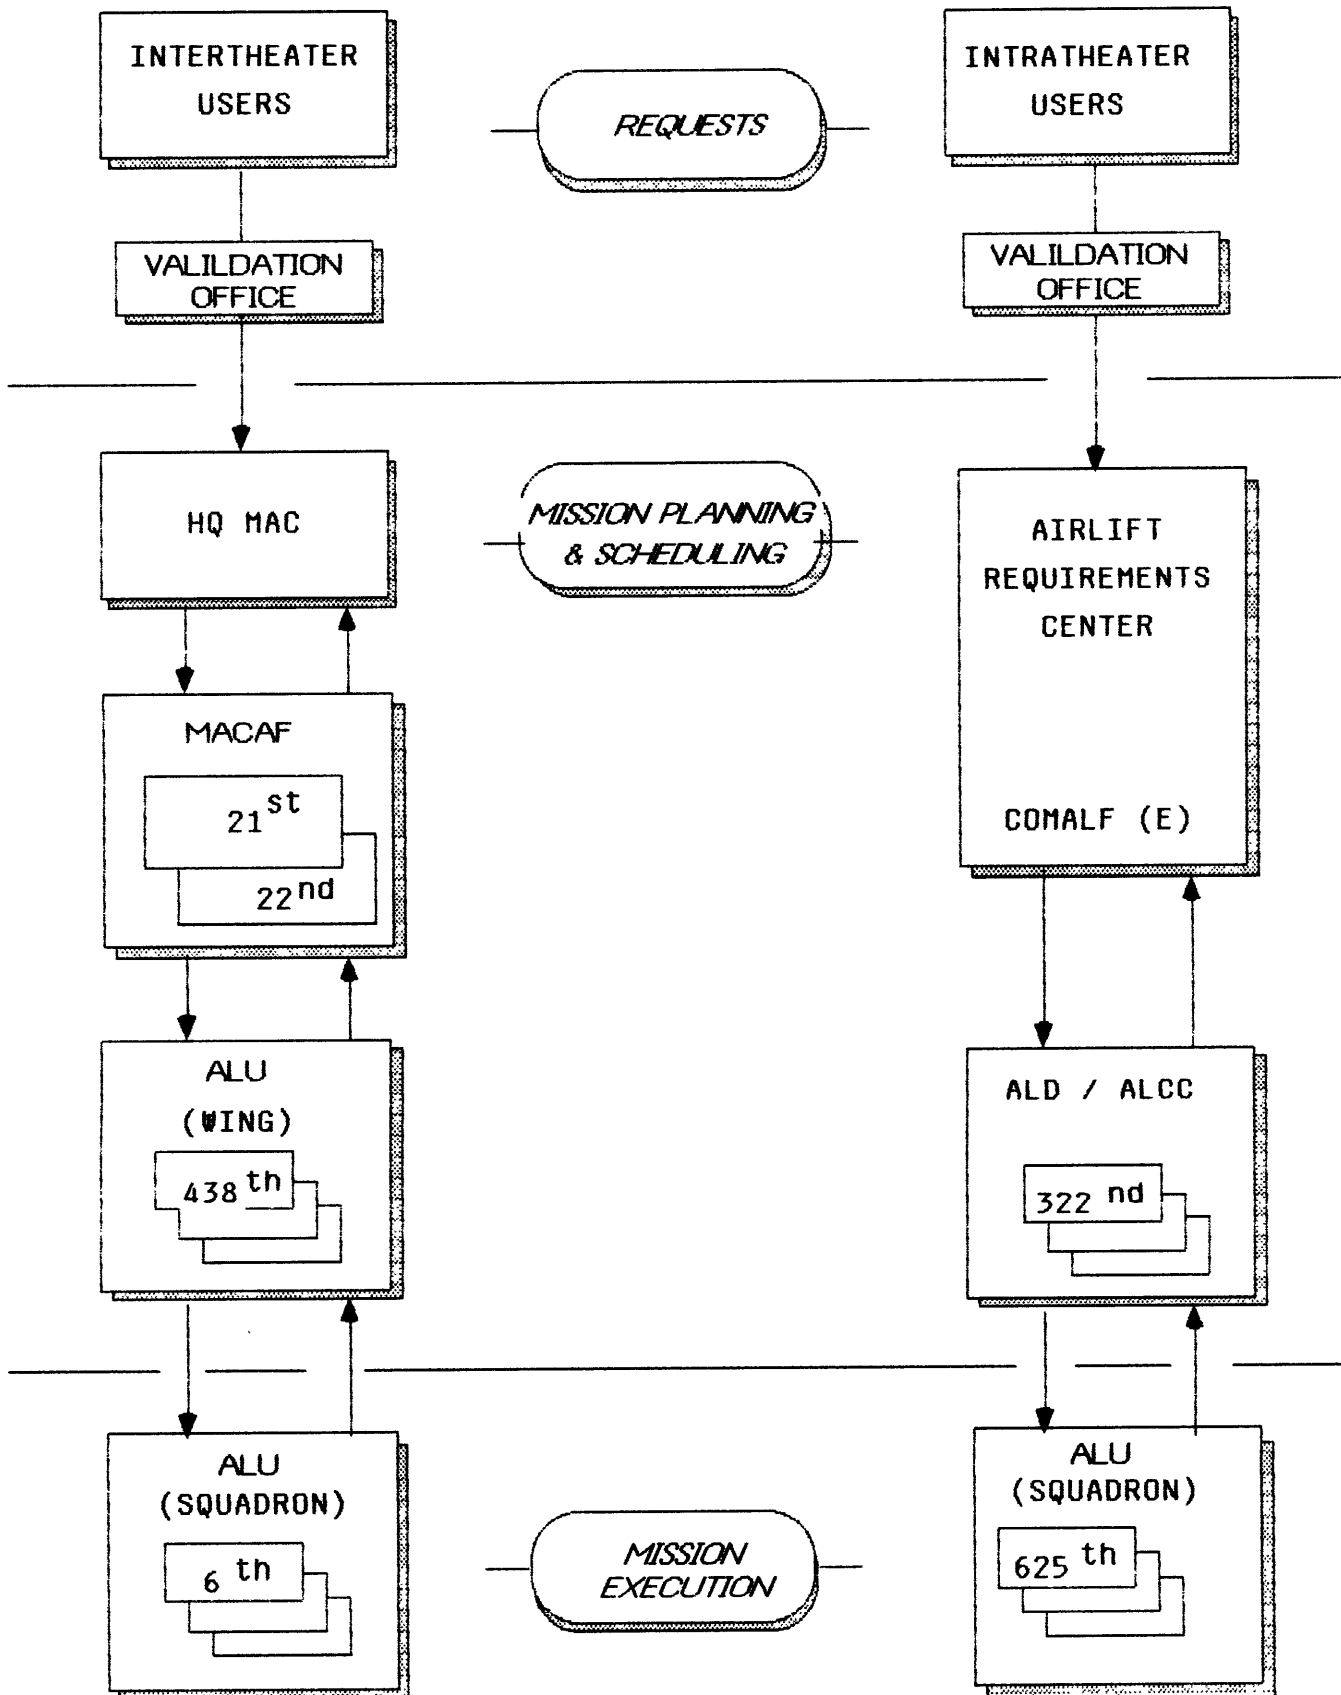 INTERTHEATER
USERS
REQUESTS
INTRATHEATER
USERS
VALILDATION
OFFICE
VALILDATION
OFFICE
HQ MAC
MISSION PLANNING
& SCHEDULING
AIRLIFT
REQUIREMENTS
CENTER
COMALF (E)
MACAF
21st
22nd
ALU
(WING)
438th
ALD / ALCC
322nd
ALU
(SQUADRON)
6th
MISSION
EXECUTION
ALU
(SQUADRON)
625th